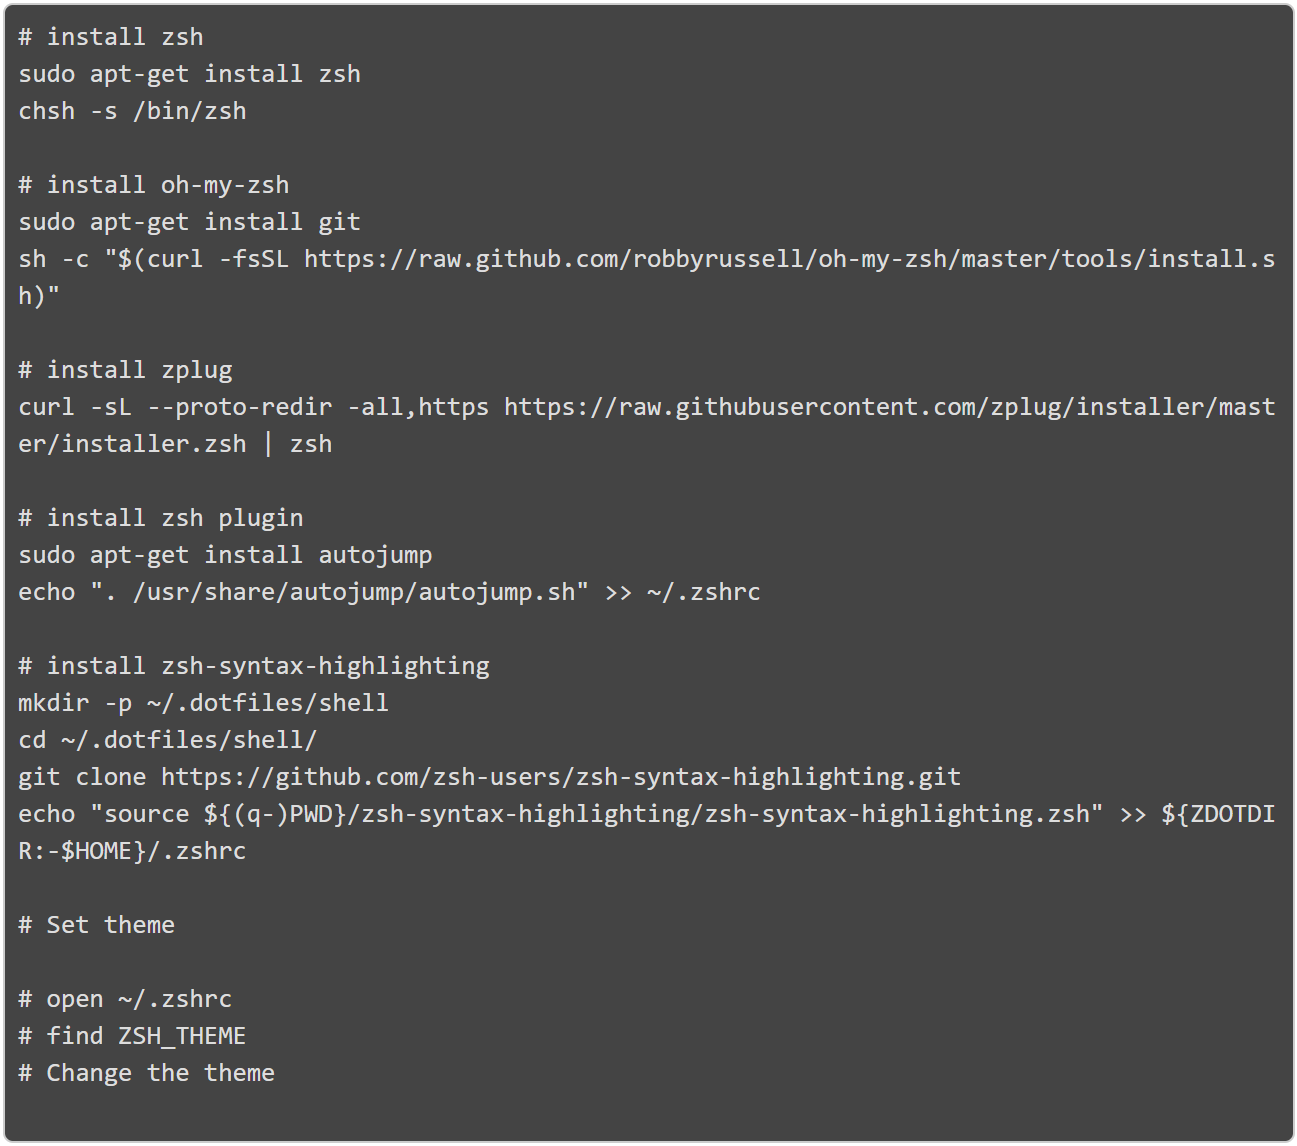 # install zsh
sudo apt-get install zsh
chsh -s /bin/zsh
# install oh-my-zsh
sudo apt-get install git
sh -c "$(curl -fsSL https://raw.github.com/robbyrussell/oh-my-zsh/master/tools/install.s
h)"
# install zplug
curl -sL --proto-redir -all,https https://raw.githubusercontent.com/zplug/installer/mast
er/installer.zsh | zsh
# install zsh plugin
sudo apt-get install autojump
echo ". /usr/share/autojump/autojump.sh" >> ~/.zshrc
# install zsh-syntax-highlighting
mkdir -p ~/.dotfiles/shell
cd ~/.dotfiles/shell/
git clone https://github.com/zsh-users/zsh-syntax-highlighting.git
echo "source ${(q-)PWD}/zsh-syntax-highlighting/zsh-syntax-highlighting.zsh" >> ${ZDOTDI
R:-$HOME}/.zshrc
# Set theme
# open ~/.zshrc
# find ZSH_THEME
# Change the theme